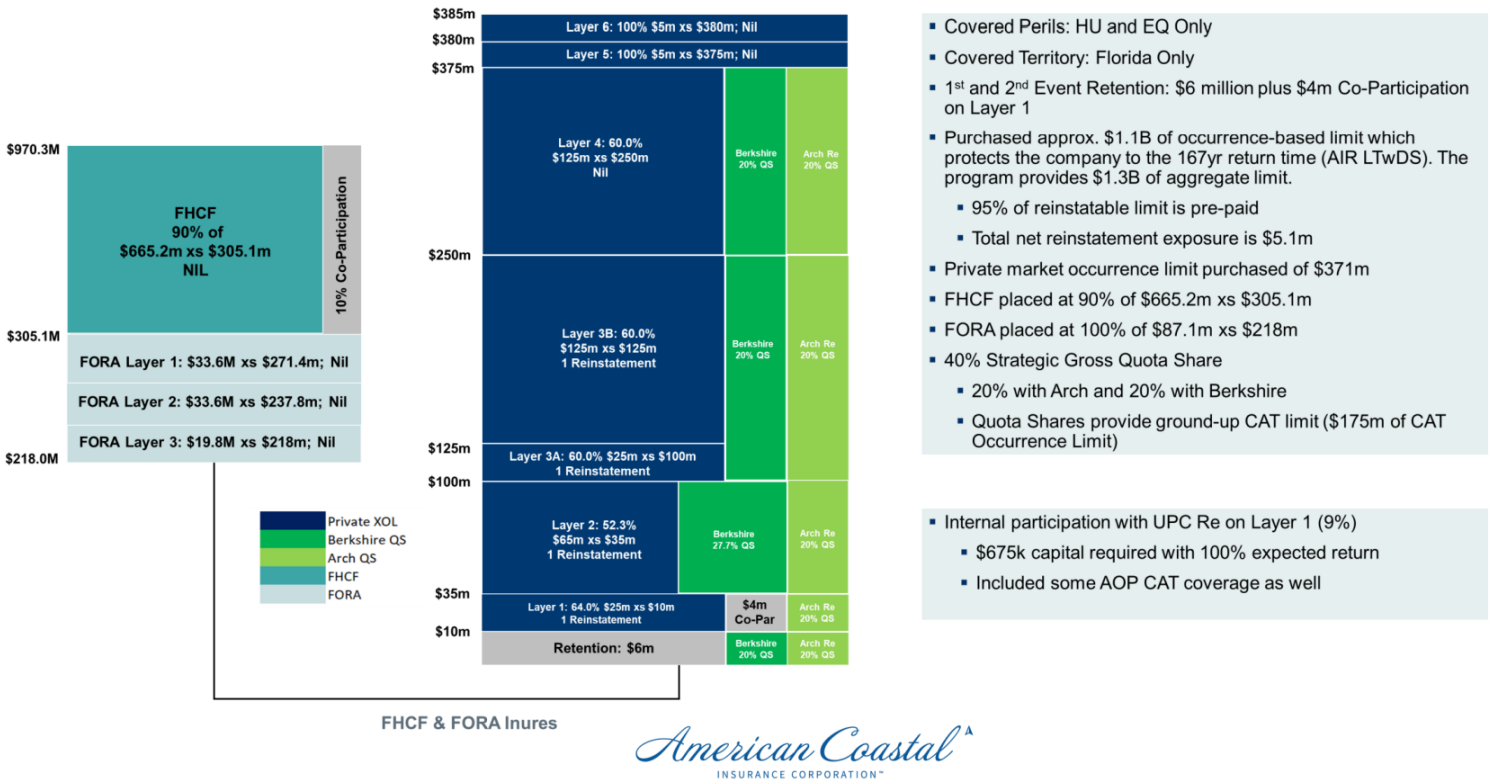 $970.3M
FHCF
90% of
$665.2m xs $305.1m
NIL
10% Co-Participation
$305.1M
FORA Layer 1: $33.6M xs $271.4m; Nil
FORA Layer 2: $33.6M xs $237.8m; Nil
FORA Layer 3: $19.8M xs $218m; Nil
$218.0M
Private XOL
Berkshire QS
Arch QS
FHCF
FORA
FHCF & FORA Inures
$385m
Layer 6: 100% $5m xs $380m; Nil
$380m
Layer 5: 100% $5m xs $375m; Nil
$375m
Layer 4: 60.0%
$125m xs $250m
Nil
Berkshire
20% QS
Arch Re
20% QS
$250m
Layer 3B: 60.0%
$125m xs $125m
1 Reinstatement
Berkshire
20% QS
Arch Re
20% QS
$125m
Layer 3A: 60.0% $25m xs $100m
1 Reinstatement
$100m
Layer 2: 52.3%
$65m xs $35m
1 Reinstatement
Berkshire
27.7% QS
Arch Re
20% QS
$35m
Layer 1: 64.0% $25m xs $10m
1 Reinstatement
$4m
Co-Par
Arch Re
20% QS
$10m
Retention: $6m
Berkshire
20% QS
Arch Re
20% QS
▪ Covered Perils: HU and EQ Only
▪ Covered Territory: Florida Only
▪ 1st and 2nd Event Retention: $6 million plus $4m Co-Participation
on Layer 1
▪ Purchased approx. $1.1B of occurrence-based limit which
protects the company to the 167yr return time (AIR LTwDS). The
program provides $1.3B of aggregate limit.
▪ 95% of reinstatable limit is pre-paid
▪ Total net reinstatement exposure is $5.1m
▪ Private market occurrence limit purchased of $371m
▪ FHCF placed at 90% of $665.2m xs $305.1m
▪ FORA placed at 100% of $87.1m xs $218m
▪ 40% Strategic Gross Quota Share
▪ 20% with Arch and 20% with Berkshire
▪ Quota Shares provide ground-up CAT limit ($175m of CAT
Occurrence Limit)
▪ Internal participation with UPC Re on Layer 1 (9%)
▪ $675k capital required with 100% expected return
▪ Included some AOP CAT coverage as well
American Coastal
INSURANCE CORPORATION™